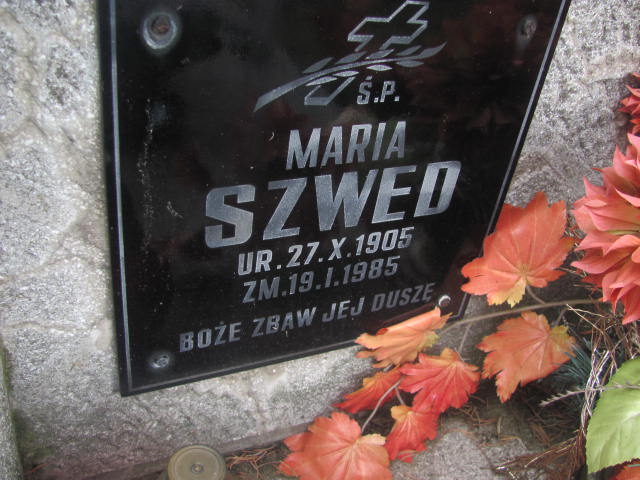 Ś.P.
MARIA
SZWED
UR.27.X.1905
ZM.19.I.1985
BOŻE ZBAW JEJ DUSZĘ